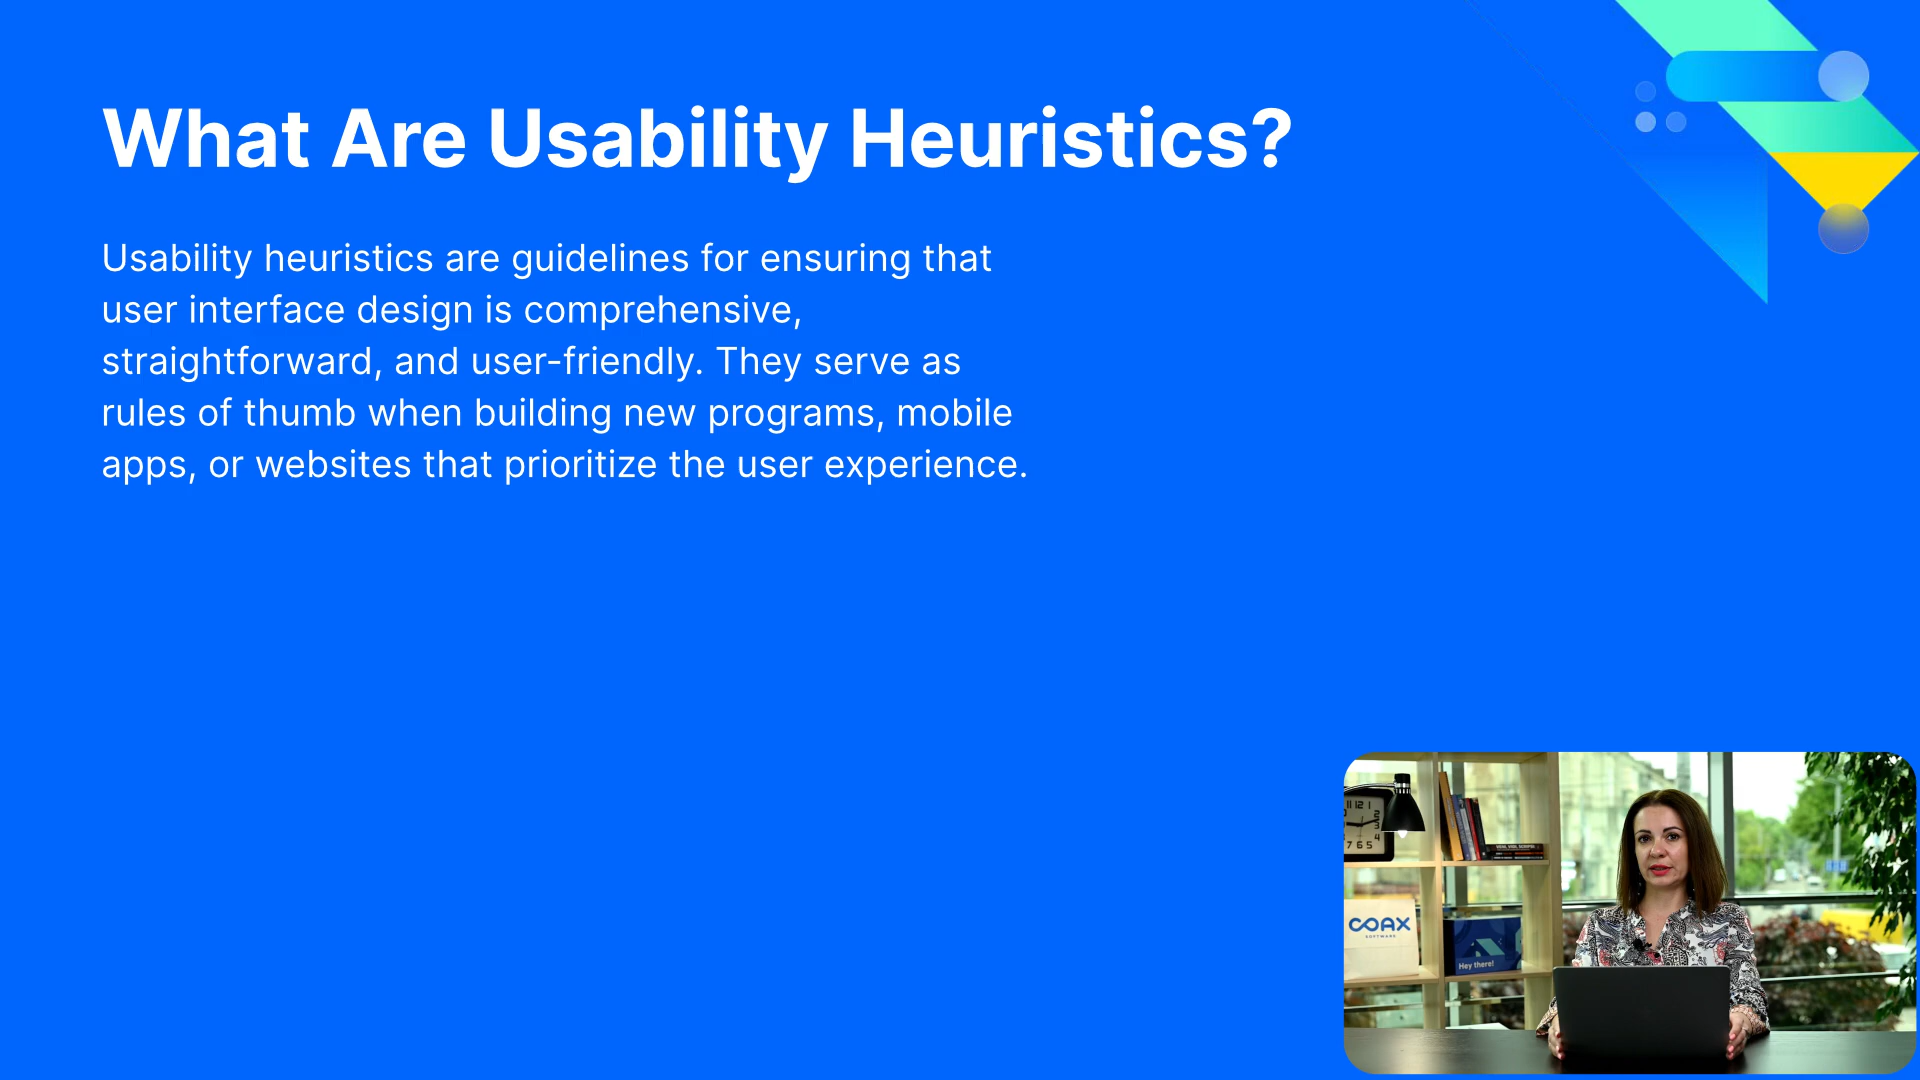 What Are Usability Heuristics?
Usability heuristics are guidelines for ensuring that
user interface design is comprehensive,
straightforward, and user-friendly. They serve as
rules of thumb when building new programs, mobile
apps, or websites that prioritize the user experience.
COAX
SOFTWARE
Hey there!